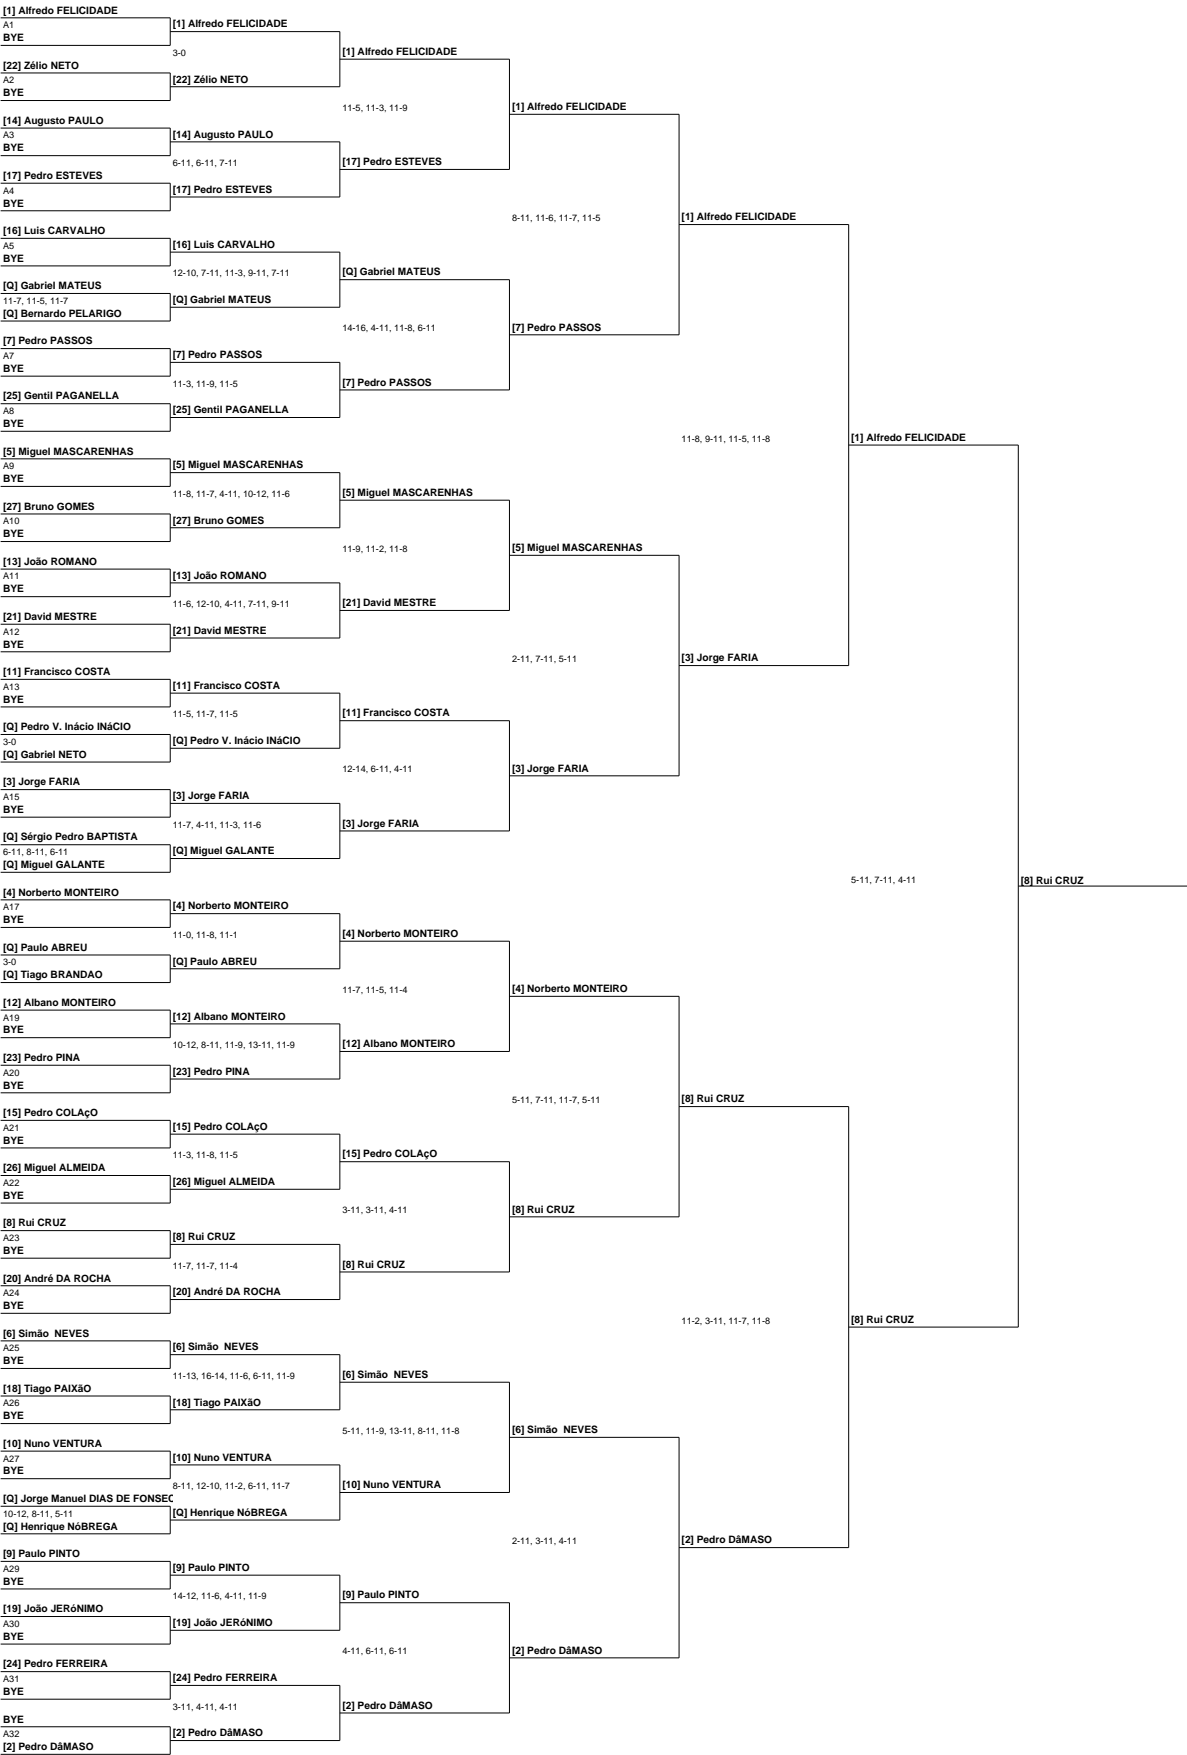 [1] Alfredo FELICIDADE
A1
BYE
[1] Alfredo FELICIDADE
3-0
[22] Zélio NETO
A2
BYE
[22] Zélio NETO
[1] Alfredo FELICIDADE
11-5, 11-3, 11-9
[14] Augusto PAULO
A3
BYE
[14] Augusto PAULO
6-11, 6-11, 7-11
[17] Pedro ESTEVES
A4
BYE
[17] Pedro ESTEVES
[17] Pedro ESTEVES
[1] Alfredo FELICIDADE
8-11, 11-6, 11-7, 11-5
[16] Luis CARVALHO
A5
BYE
[16] Luis CARVALHO
12-10, 7-11, 11-3, 9-11, 7-11
[Q] Gabriel MATEUS
11-7, 11-5, 11-7
[Q] Bernardo PELARIGO
[Q] Gabriel MATEUS
[Q] Gabriel MATEUS
14-16, 4-11, 11-8, 6-11
[7] Pedro PASSOS
A7
BYE
[7] Pedro PASSOS
11-3, 11-9, 11-5
[25] Gentil PAGANELLA
A8
BYE
[25] Gentil PAGANELLA
[7] Pedro PASSOS
[7] Pedro PASSOS
[1] Alfredo FELICIDADE
11-8, 9-11, 11-5, 11-8
[5] Miguel MASCARENHAS
A9
BYE
[5] Miguel MASCARENHAS
11-8, 11-7, 4-11, 10-12, 11-6
[27] Bruno GOMES
A10
BYE
[27] Bruno GOMES
[5] Miguel MASCARENHAS
11-9, 11-2, 11-8
[13] João ROMANO
A11
BYE
[13] João ROMANO
11-6, 12-10, 4-11, 7-11, 9-11
[21] David MESTRE
A12
BYE
[21] David MESTRE
[21] David MESTRE
[5] Miguel MASCARENHAS
2-11, 7-11, 5-11
[11] Francisco COSTA
A13
BYE
[11] Francisco COSTA
11-5, 11-7, 11-5
[Q] Pedro V. Inácio INáCIO
3-0
[Q] Gabriel NETO
[Q] Pedro V. Inácio INáCIO
[11] Francisco COSTA
12-14, 6-11, 4-11
[3] Jorge FARIA
A15
BYE
[3] Jorge FARIA
11-7, 4-11, 11-3, 11-6
[Q] Sérgio Pedro BAPTISTA
6-11, 8-11, 6-11
[Q] Miguel GALANTE
[Q] Miguel GALANTE
[3] Jorge FARIA
[3] Jorge FARIA
[3] Jorge FARIA
[1] Alfredo FELICIDADE
5-11, 7-11, 4-11
[8] Rui CRUZ
[4] Norberto MONTEIRO
A17
BYE
[4] Norberto MONTEIRO
11-0, 11-8, 11-1
[Q] Paulo ABREU
3-0
[Q] Tiago BRANDAO
[Q] Paulo ABREU
[4] Norberto MONTEIRO
11-7, 11-5, 11-4
[12] Albano MONTEIRO
A19
BYE
[12] Albano MONTEIRO
10-12, 8-11, 11-9, 13-11, 11-9
[23] Pedro PINA
A20
BYE
[23] Pedro PINA
[12] Albano MONTEIRO
[4] Norberto MONTEIRO
5-11, 7-11, 11-7, 5-11
[15] Pedro COLAçO
A21
BYE
[15] Pedro COLAçO
11-3, 11-8, 11-5
[26] Miguel ALMEIDA
A22
BYE
[26] Miguel ALMEIDA
[15] Pedro COLAçO
3-11, 3-11, 4-11
[8] Rui CRUZ
A23
BYE
[8] Rui CRUZ
11-7, 11-7, 11-4
[20] André DA ROCHA
A24
BYE
[20] André DA ROCHA
[8] Rui CRUZ
[8] Rui CRUZ
[8] Rui CRUZ
11-2, 3-11, 11-7, 11-8
[8] Rui CRUZ
[6] Simão  NEVES
A25
BYE
[6] Simão  NEVES
11-13, 16-14, 11-6, 6-11, 11-9
[18] Tiago PAIXãO
A26
BYE
[18] Tiago PAIXãO
[6] Simão  NEVES
5-11, 11-9, 13-11, 8-11, 11-8
[10] Nuno VENTURA
A27
BYE
[10] Nuno VENTURA
8-11, 12-10, 11-2, 6-11, 11-7
[Q] Jorge Manuel DIAS DE FONSEC
10-12, 8-11, 5-11
[Q] Henrique NóBREGA
[Q] Henrique NóBREGA
[10] Nuno VENTURA
[6] Simão  NEVES
2-11, 3-11, 4-11
[9] Paulo PINTO
A29
BYE
[9] Paulo PINTO
14-12, 11-6, 4-11, 11-9
[19] João JERóNIMO
A30
BYE
[19] João JERóNIMO
[9] Paulo PINTO
4-11, 6-11, 6-11
[24] Pedro FERREIRA
A31
BYE
[24] Pedro FERREIRA
3-11, 4-11, 4-11
BYE
A32
[2] Pedro DâMASO
[2] Pedro DâMASO
[2] Pedro DâMASO
[2] Pedro DâMASO
[2] Pedro DâMASO